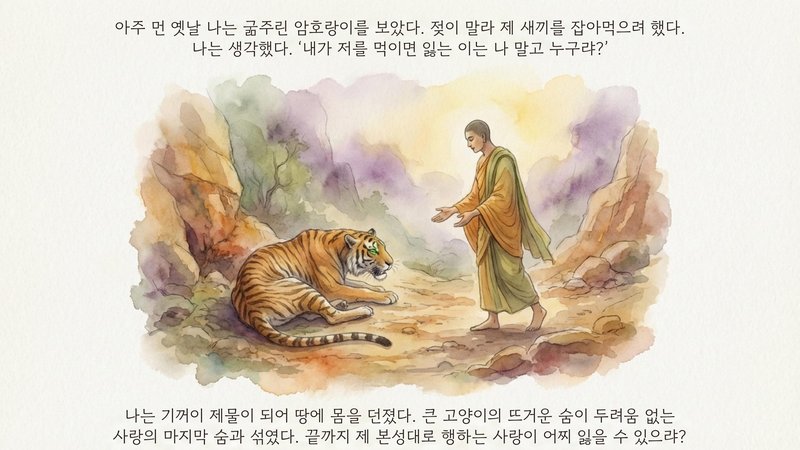 아주 먼 옛날 나는 굶주린 암호랑이를 보았다. 젖이 말라 제 새끼를 잡아먹으려 했다.
나는 생각했다. ‘내가 저를 먹이면 잃는 이는 나 말고 누구랴?’
나는 기꺼이 제물이 되어 땅에 몸을 던졌다. 큰 고양이의 뜨거운 숨이 두려움 없는
사랑의 마지막 숨과 섞였다. 끝까지 제 본성대로 행하는 사랑이 어찌 잃을 수 있으랴?